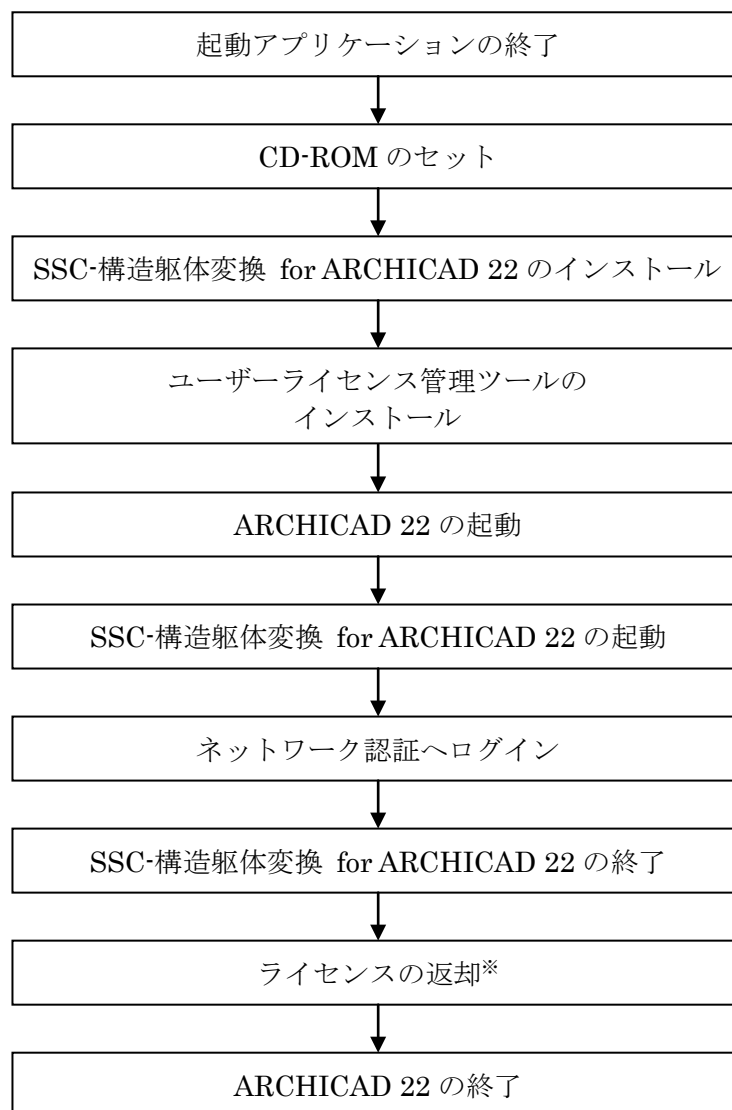 起動アプリケーションの終了
CD-ROM のセット
SSC-構造躯体変換 for ARCHICAD 22 のインストール
ユーザーライセンス管理ツールの
インストール
ARCHICAD 22 の起動
SSC-構造躯体変換 for ARCHICAD 22 の起動
ネットワーク認証へログイン
SSC-構造躯体変換 for ARCHICAD 22 の終了
ライセンスの返却※
ARCHICAD 22 の終了